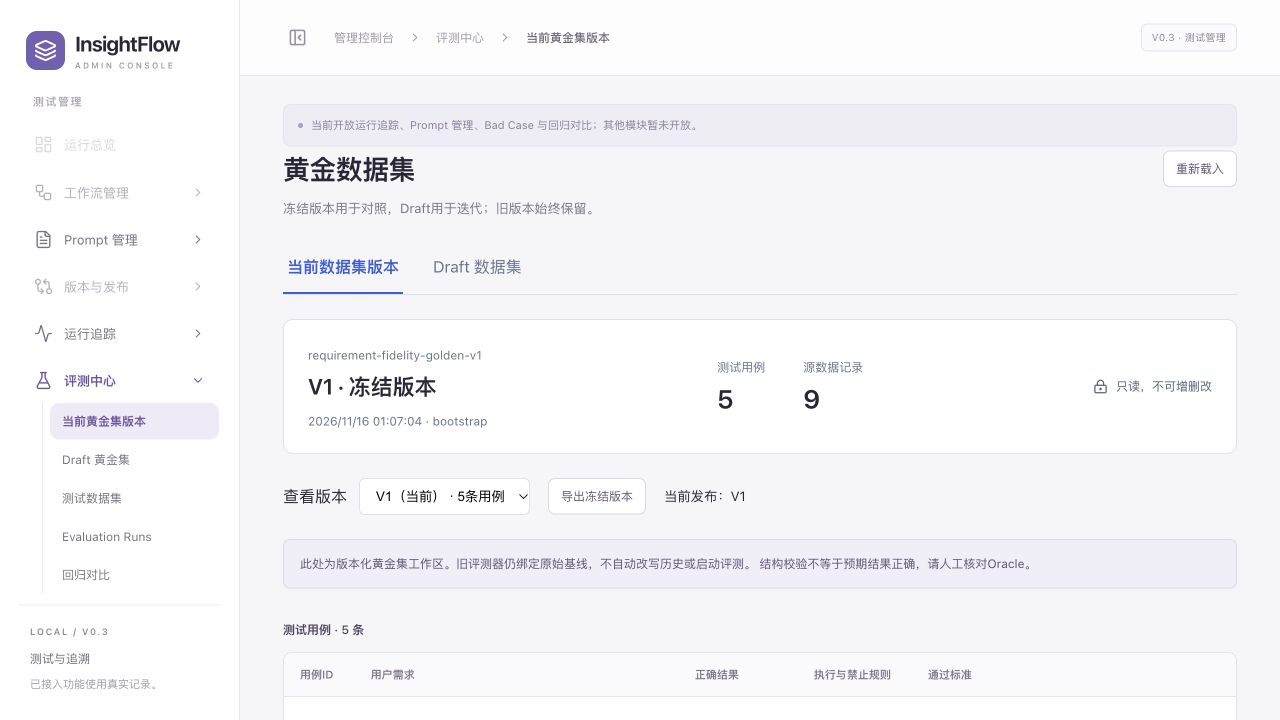 InsightFlow
ADMIN CONSOLE
测试管理
运行总览
工作流管理
Prompt 管理
版本与发布
运行追踪
评测中心
当前黄金集版本
Draft 黄金集
测试数据集
Evaluation Runs
回归对比
LOCAL / V0.3
测试与追溯
已接入功能使用真实记录。
管理控制台 > 评测中心 > 当前黄金集版本
V0.3 · 测试管理
当前开放运行追踪、Prompt 管理、Bad Case 与回归对比；其他模块暂未开放。
黄金数据集
重新载入
冻结版本用于对照，Draft用于迭代；旧版本始终保留。
当前数据集版本 Draft 数据集
requirement-fidelity-golden-v1
V1 · 冻结版本
2026/11/16 01:07:04 · bootstrap
测试用例 源数据记录
5 9
只读，不可增删改
查看版本 V1（当前） · 5条用例 导出冻结版本 当前发布：V1
此处为版本化黄金集工作区。旧评测器仍绑定原始基线，不自动改写历史或启动评测。 结构校验不等于预期结果正确，请人工核对Oracle。
测试用例 · 5 条
用例ID 用户需求 正确结果 执行与禁止规则 通过标准